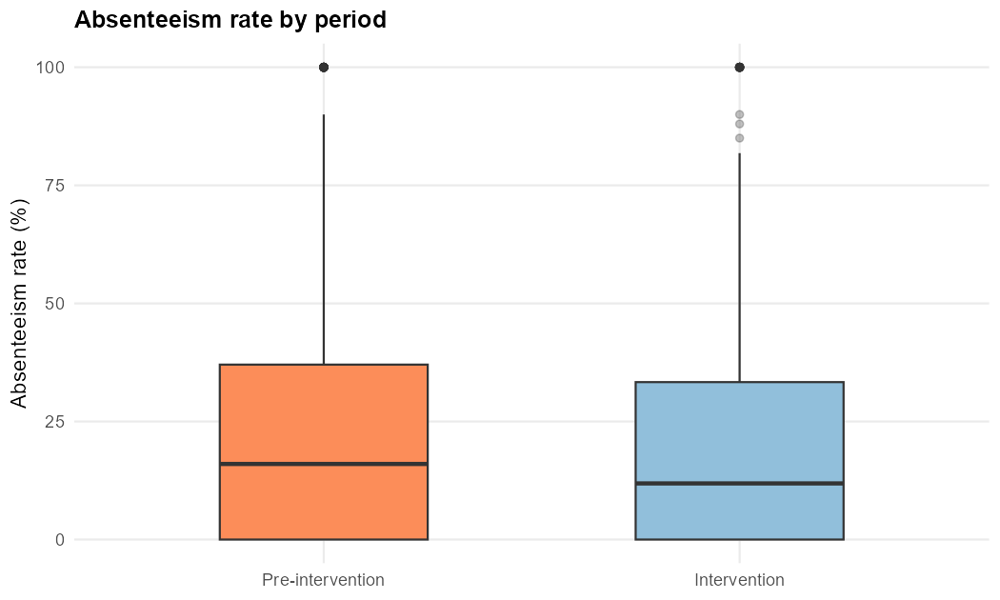 Absenteeism rate by period
Absenteeism rate (%)
100
75
50
25
0
Pre-intervention
Intervention